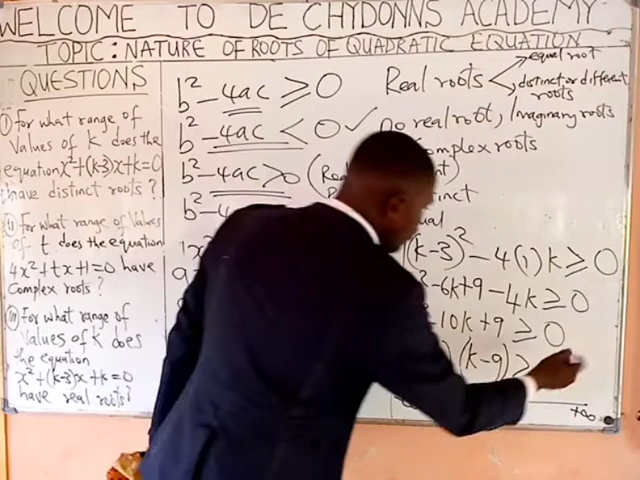 WELCOME TO DE CHYDONNS ACADEMY
TOPIC: NATURE OF ROOTS OF QUADRATIC EQUATION
QUESTIONS
(i) for what range of
Values of k does the
equation x²+(k-3)x+k=0
have distinct roots?
(ii) for what range of Values
of t does the equation
4x²+tx+1=0 have
Complex roots?
(iii) for what range of
Values of k does
the equation
x²+(k-3)x+k=0
have real roots?
b²-4ac ≥ 0
Real roots
equal root
distinct or different
roots
b²-4ac < 0 ✓ no real root, Imaginary roots
complex roots
b²-4ac > 0
b²-4
distinct
(k-3)² - 4(1)k ≥ 0
-6k+9-4k ≥ 0
10k+9 ≥ 0
(k-9) ≥
+∞